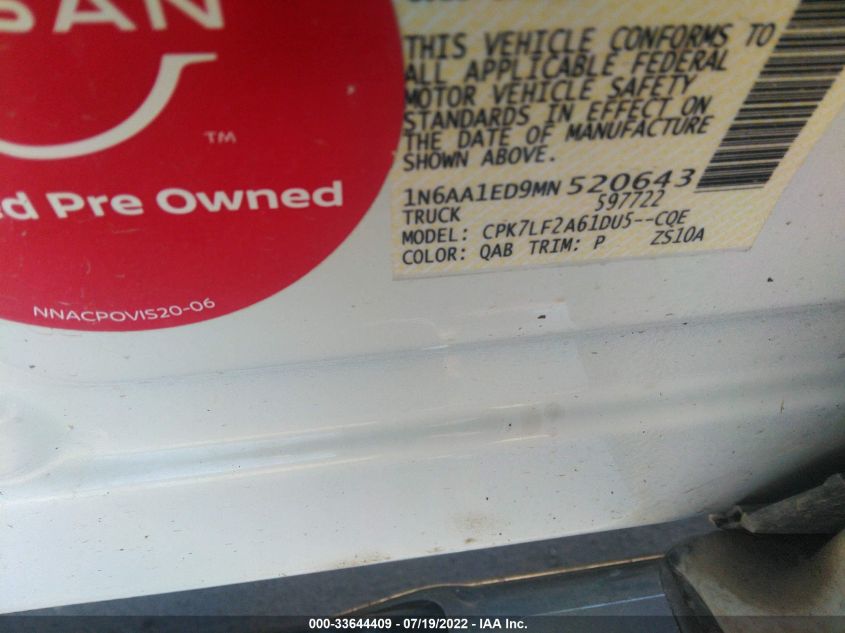 SAN
TM
d Pre Owned
NNACPOVIS20-06
THIS VEHICLE CONFORMS TO
ALL APPLICABLE FEDERAL
MOTOR VEHICLE SAFETY
STANDARDS IN EFFECT ON
THE DATE OF MANUFACTURE
SHOWN ABOVE.
1N6AA1ED9MN 520643
TRUCK 597722
MODEL: CPK7LF2A61DU5--CQE
COLOR: QAB TRIM: P ZS10A
000-33644409 - 07/19/2022 - IAA Inc.